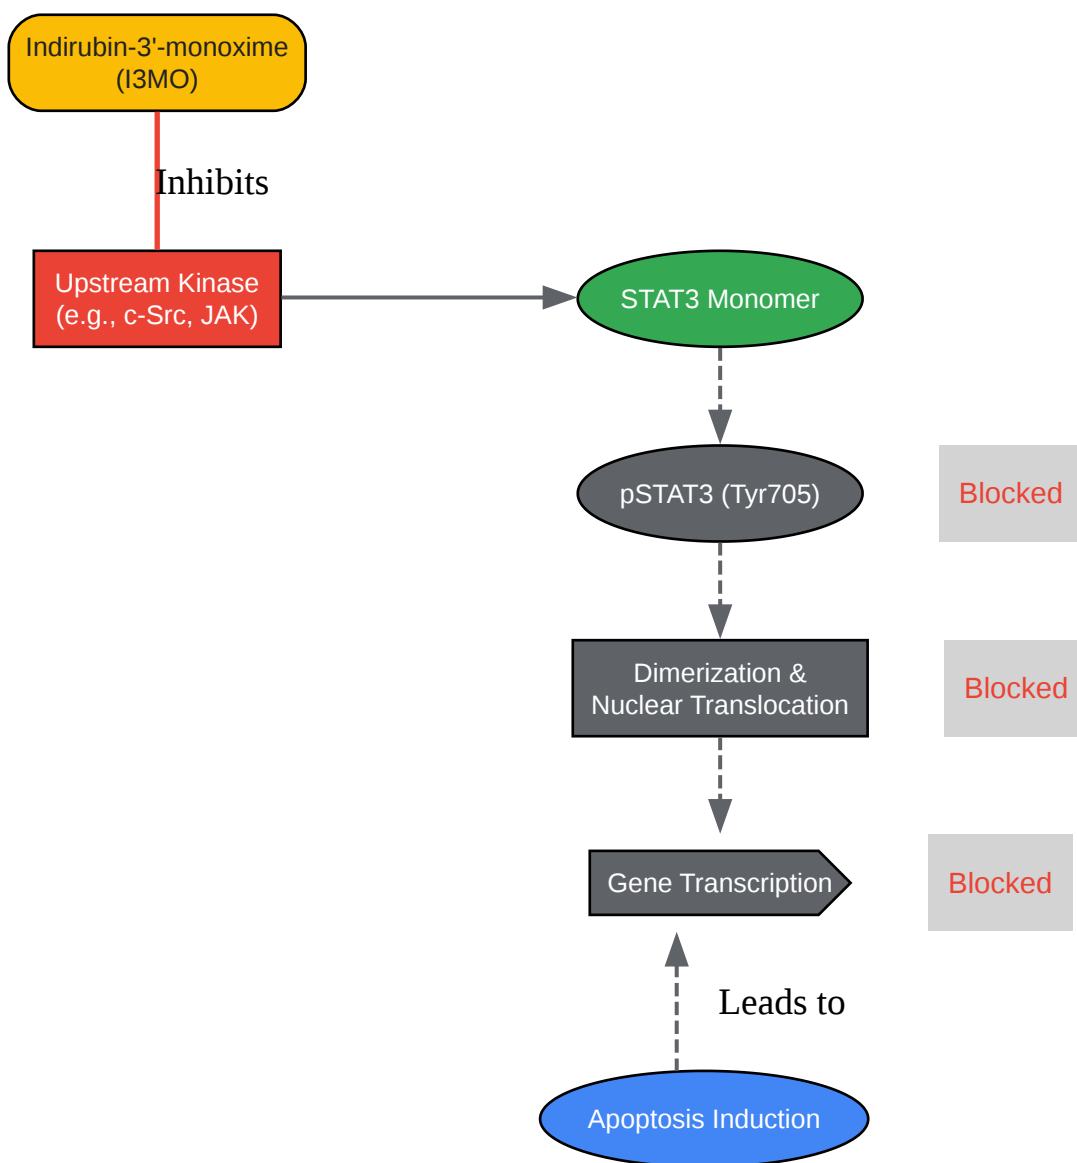 Indirubin-3'-monoxime
(I3MO)
Inhibits
Upstream Kinase
(e.g., c-Src, JAK)
STAT3 Monomer
pSTAT3 (Tyr705)
Blocked
Dimerization &
Nuclear Translocation
Blocked
Gene Transcription
Blocked
Leads to
Apoptosis Induction